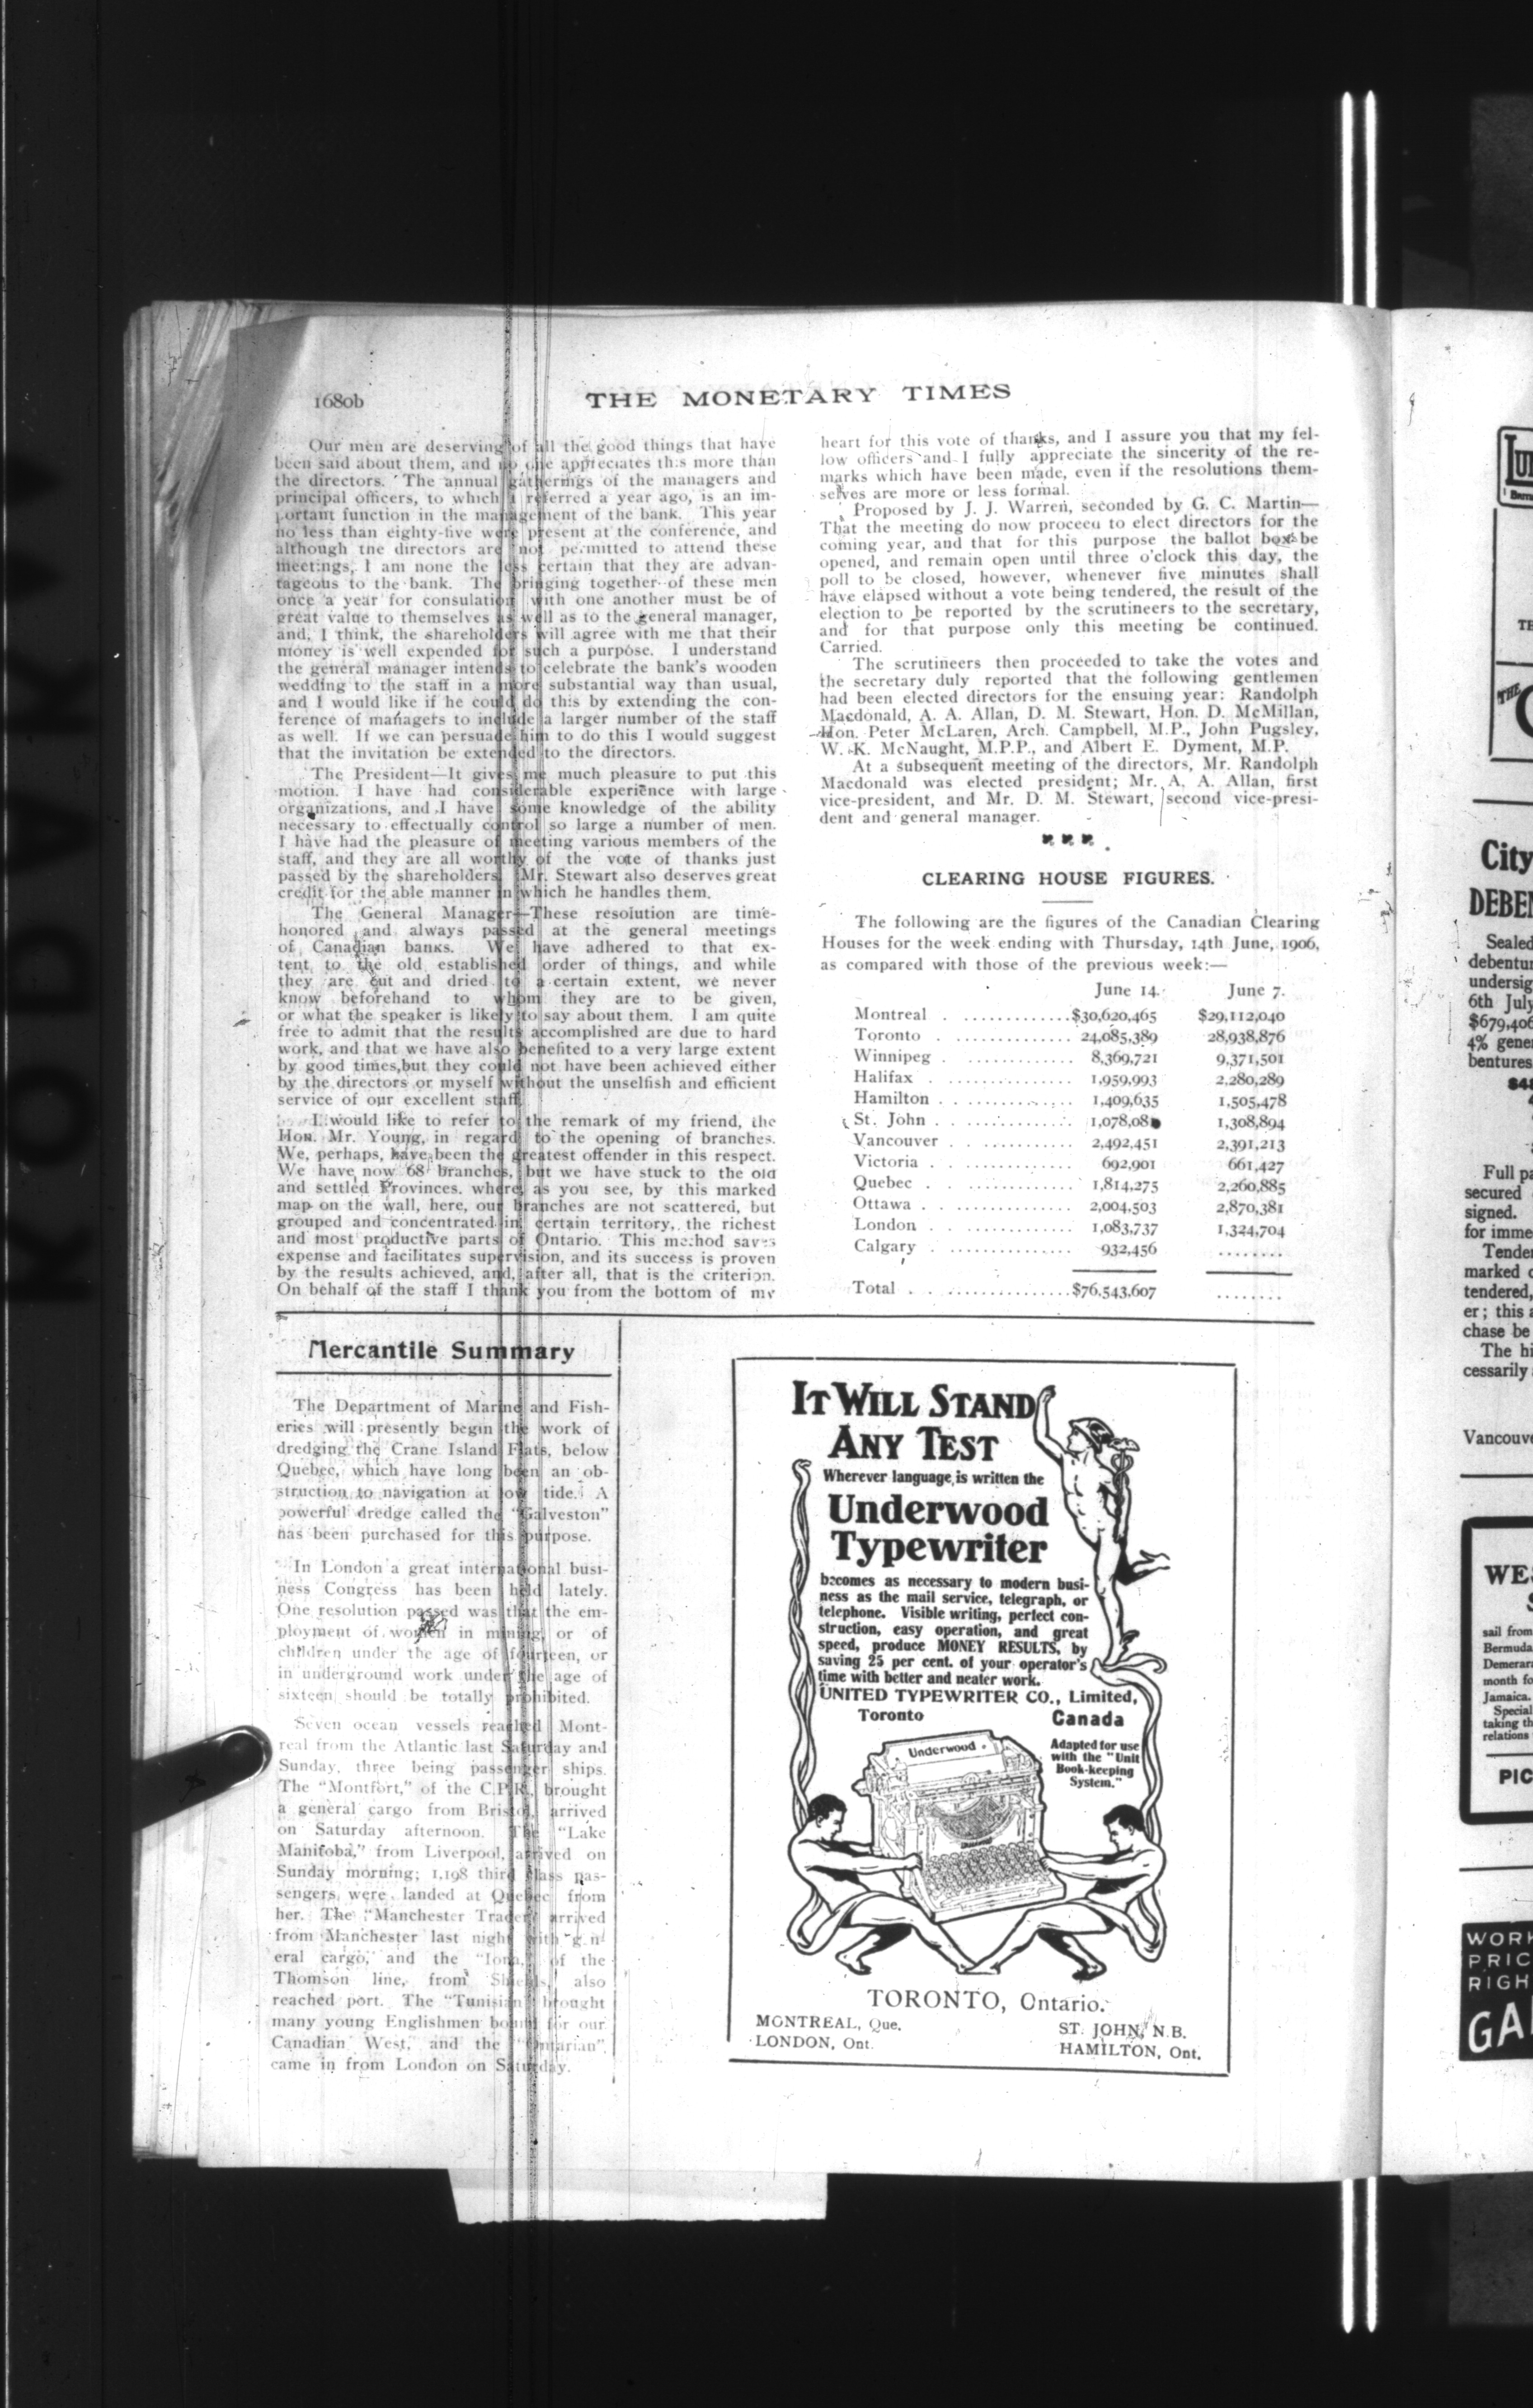 1680b
THE MONETARY TIMES
Our men are deserving of all the good things that have
been said about them, and no one appreciates this more than
the directors. The annual gatherings of the managers and
principal officers, to which I referred a year ago, is an im-
portant function in the management of the bank. This year
no less than eighty-five were present at the conference, and
although the directors are not permitted to attend these
meetings, I am none the less certain that they are advan-
tageous to the bank. The bringing together of these men
once a year for consulation with one another must be of
great value to themselves as well as to the general manager,
and, I think, the shareholders will agree with me that their
money is well expended for such a purpose. I understand
the general manager intends to celebrate the bank's wooden
wedding to the staff in a more substantial way than usual,
and I would like if he could do this by extending the con-
ference of managers to include a larger number of the staff
as well. If we can persuade him to do this I would suggest
that the invitation be extended to the directors.
The President—It gives me much pleasure to put this
motion. I have had considerable experience with large
organizations, and I have some knowledge of the ability
necessary to effectually control so large a number of men.
I have had the pleasure of meeting various members of the
staff, and they are all worthy of the vote of thanks just
passed by the shareholders. Mr. Stewart also deserves great
credit for the able manner in which he handles them.
The General Manager—These resolution are time-
honored and always passed at the general meetings
of Canadian banks. We have adhered to that ex-
tent to the old established order of things, and while
they are cut and dried to a certain extent, we never
know beforehand to whom they are to be given,
or what the speaker is likely to say about them. I am quite
free to admit that the results accomplished are due to hard
work, and that we have also benefited to a very large extent
by good times, but they could not have been achieved either
by the directors or myself without the unselfish and efficient
service of our excellent staff.
I would like to refer to the remark of my friend, the
Hon. Mr. Young, in regard to the opening of branches.
We, perhaps, have been the greatest offender in this respect.
We have now 68 branches, but we have stuck to the old
and settled Provinces, where, as you see, by this marked
map on the wall, here, our branches are not scattered, but
grouped and concentrated in certain territory, the richest
and most productive parts of Ontario. This method saves
expense and facilitates supervision, and its success is proven
by the results achieved, and, after all, that is the criterion.
On behalf of the staff I thank you from the bottom of my
heart for this vote of thanks, and I assure you that my fel-
low officers and I fully appreciate the sincerity of the re-
marks which have been made, even if the resolutions them-
selves are more or less formal.
Proposed by J. J. Warren, seconded by G. C. Martin—
That the meeting do now proceed to elect directors for the
coming year, and that for this purpose the ballot box be
opened, and remain open until three o'clock this day, the
poll to be closed, however, whenever five minutes shall
have elapsed without a vote being tendered, the result of the
election to be reported by the scrutineers to the secretary,
and for that purpose only this meeting be continued.
Carried.
The scrutineers then proceeded to take the votes and
the secretary duly reported that the following gentlemen
had been elected directors for the ensuing year: Randolph
Macdonald, A. A. Allan, D. M. Stewart, Hon. D. McMillan,
Hon. Peter McLaren, Arch. Campbell, M.P., John Pugsley,
W. K. McNaught, M.P.P., and Albert E. Dyment, M.P.
At a subsequent meeting of the directors, Mr. Randolph
Macdonald was elected president; Mr. A. A. Allan, first
vice-president, and Mr. D. M. Stewart, second vice-presi-
dent and general manager.
CLEARING HOUSE FIGURES.
The following are the figures of the Canadian Clearing
Houses for the week ending with Thursday, 14th June, 1906,
as compared with those of the previous week:—
June 14. June 7.
Montreal . . . . . . . . . . . . . $30,620,465 $29,112,040
Toronto . . . . . . . . . . . . . 24,085,389 28,938,876
Winnipeg . . . . . . . . . . . . . 8,369,721 9,371,501
Halifax . . . . . . . . . . . . . 1,959,993 2,280,289
Hamilton . . . . . . . . . . . . . 1,409,635 1,505,478
St. John . . . . . . . . . . . . . 1,078,08 1,308,894
Vancouver . . . . . . . . . . . . . 2,492,451 2,391,213
Victoria . . . . . . . . . . . . . 692,901 661,427
Quebec . . . . . . . . . . . . . 1,814,275 2,260,885
Ottawa . . . . . . . . . . . . . 2,004,503 2,870,381
London . . . . . . . . . . . . . 1,083,737 1,324,704
Calgary . . . . . . . . . . . . . 932,456 ........
Total . . . . . . . . . . . . . $76,543,607 ........
Mercantile Summary
The Department of Marine and Fish-
eries will presently begin the work of
dredging the Crane Island Flats, below
Quebec, which have long been an ob-
struction to navigation at low tide. A
powerful dredge called the "Galveston"
has been purchased for this purpose.
In London a great international busi-
ness Congress has been held lately.
One resolution passed was that the em-
ployment of women in mining, or of
children under the age of fourteen, or
in underground work under the age of
sixteen should be totally prohibited.
Seven ocean vessels reached Mont-
real from the Atlantic last Saturday and
Sunday, three being passenger ships.
The "Montfort," of the C.P.R., brought
a general cargo from Bristol, arrived
on Saturday afternoon. The "Lake
Manitoba," from Liverpool, arrived on
Sunday morning; 1,198 third class pas-
sengers were landed at Quebec from
her. The "Manchester Trader" arrived
from Manchester last night with gen-
eral cargo, and the "Iona," of the
Thomson line, from Shields, also
reached port. The "Tunisian" brought
many young Englishmen bound for our
Canadian West, and the "Ontarian"
came in from London on Saturday.
IT WILL STAND
ANY TEST
Wherever language is written the
Underwood
Typewriter
becomes as necessary to modern busi-
ness as the mail service, telegraph, or
telephone. Visible writing, perfect con-
struction, easy operation, and great
speed, produce MONEY RESULTS, by
saving 25 per cent. of your operator's
time with better and neater work.
UNITED TYPEWRITER CO., Limited,
Toronto Canada
Adapted for use
with the "Unit
Book-keeping
System."
Underwood
TORONTO, Ontario.
MONTREAL, Que.
LONDON, Ont.
ST. JOHN, N.B.
HAMILTON, Ont.
THE
City
DEBEN
Sealed
debentur
undersig
6th July
$679,406
4% gener
bentures
Full pa
secured
signed.
for imme
Tender
marked o
tendered,
er; this a
chase be
The hi
cessarily
Vancouve
WES
S
sail from
Bermuda
Demerara
month fo
Jamaica.
Special
taking th
relations
PIC
WORK
PRIC
RIGH
GA